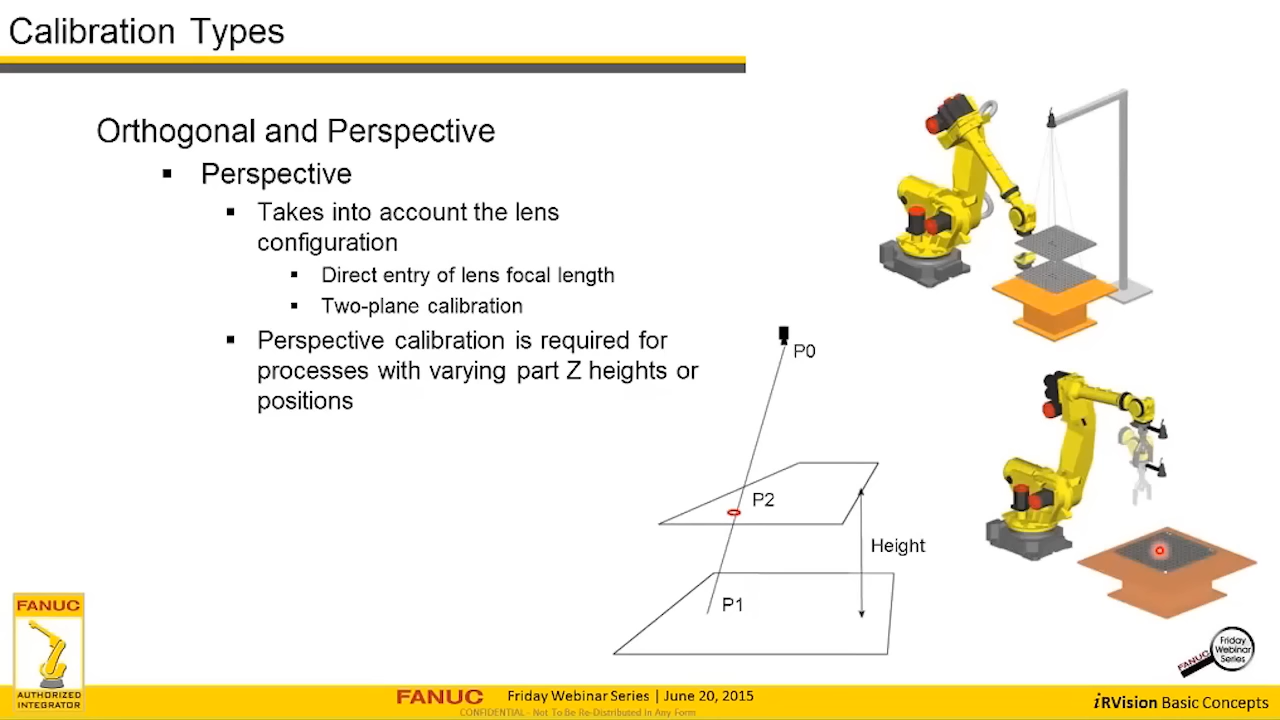 Calibration Types
Orthogonal and Perspective
▪ Perspective
▪ Takes into account the lens
configuration
▪ Direct entry of lens focal length
▪ Two-plane calibration
▪ Perspective calibration is required for
processes with varying part Z heights or
positions
P0
P2
Height
P1
FANUC
AUTHORIZED
INTEGRATOR
FANUC Friday Webinar Series | June 20, 2015
CONFIDENTIAL - Not To Be Re-Distributed In Any Form
FANUC
Friday
Webinar
Series
iRVision Basic Concepts